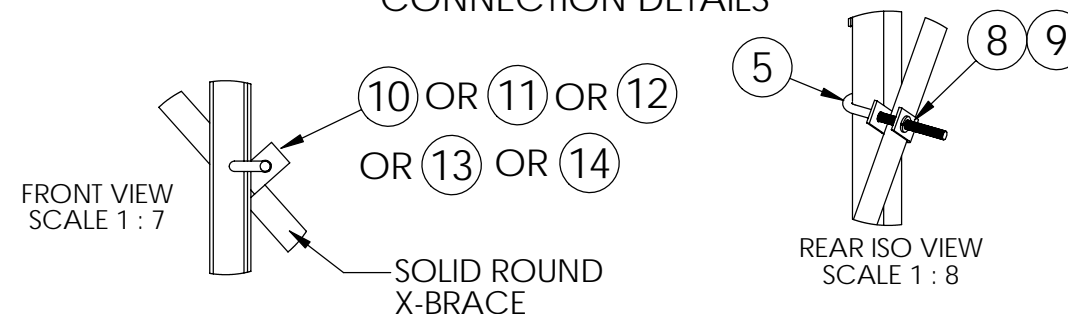 CONNECTION DETAILS
10 OR 11 OR 12
OR 13 OR 14
FRONT VIEW
SCALE 1 : 7
SOLID ROUND
X-BRACE
5
8 9
REAR ISO VIEW
SCALE 1 : 8